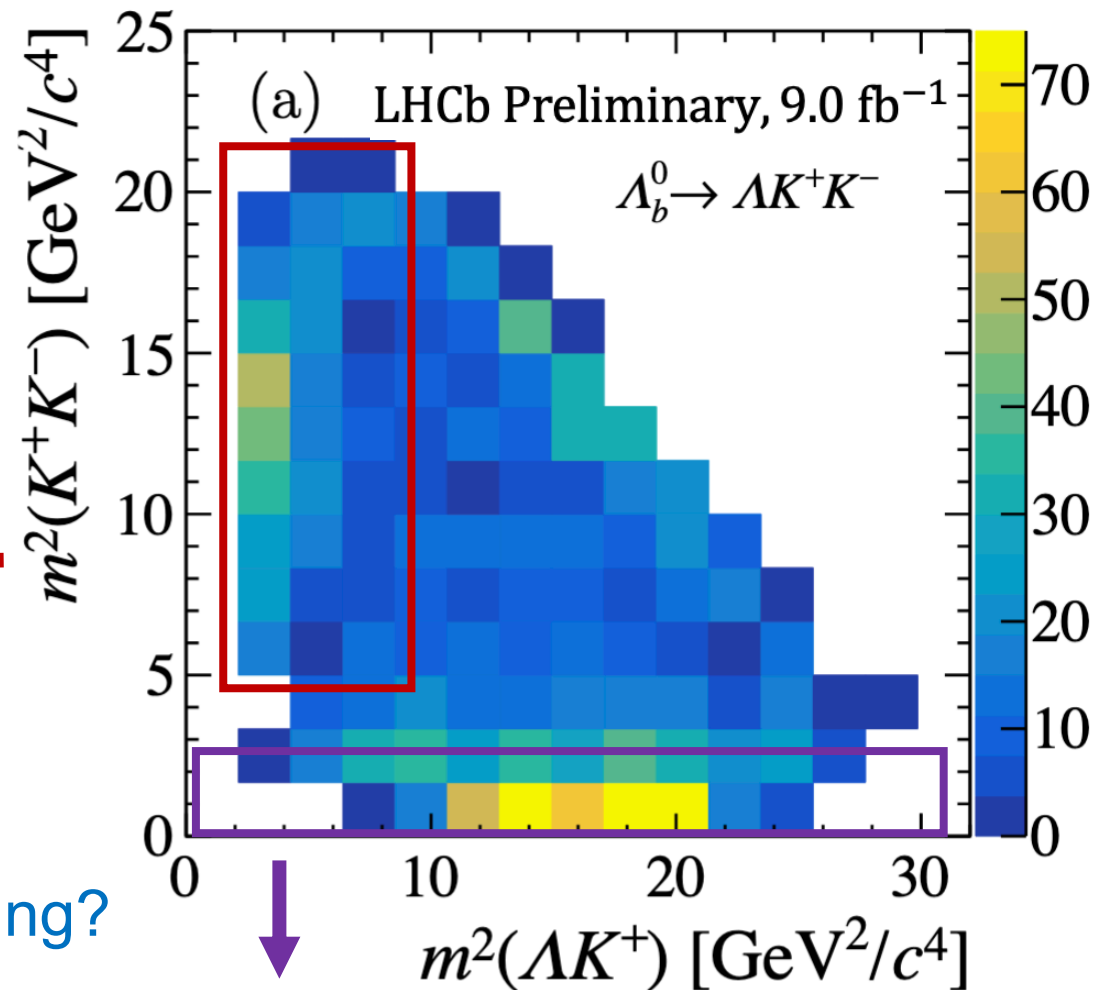 m²(K⁺K⁻) [GeV²/c⁴]
25
20
15
10
5
0
(a) LHCb Preliminary, 9.0 fb⁻¹
Λ_b^0 → ΛK⁺K⁻
70
60
50
40
30
20
10
0
0 10 20 30
m²(ΛK⁺) [GeV²/c⁴]
ng?